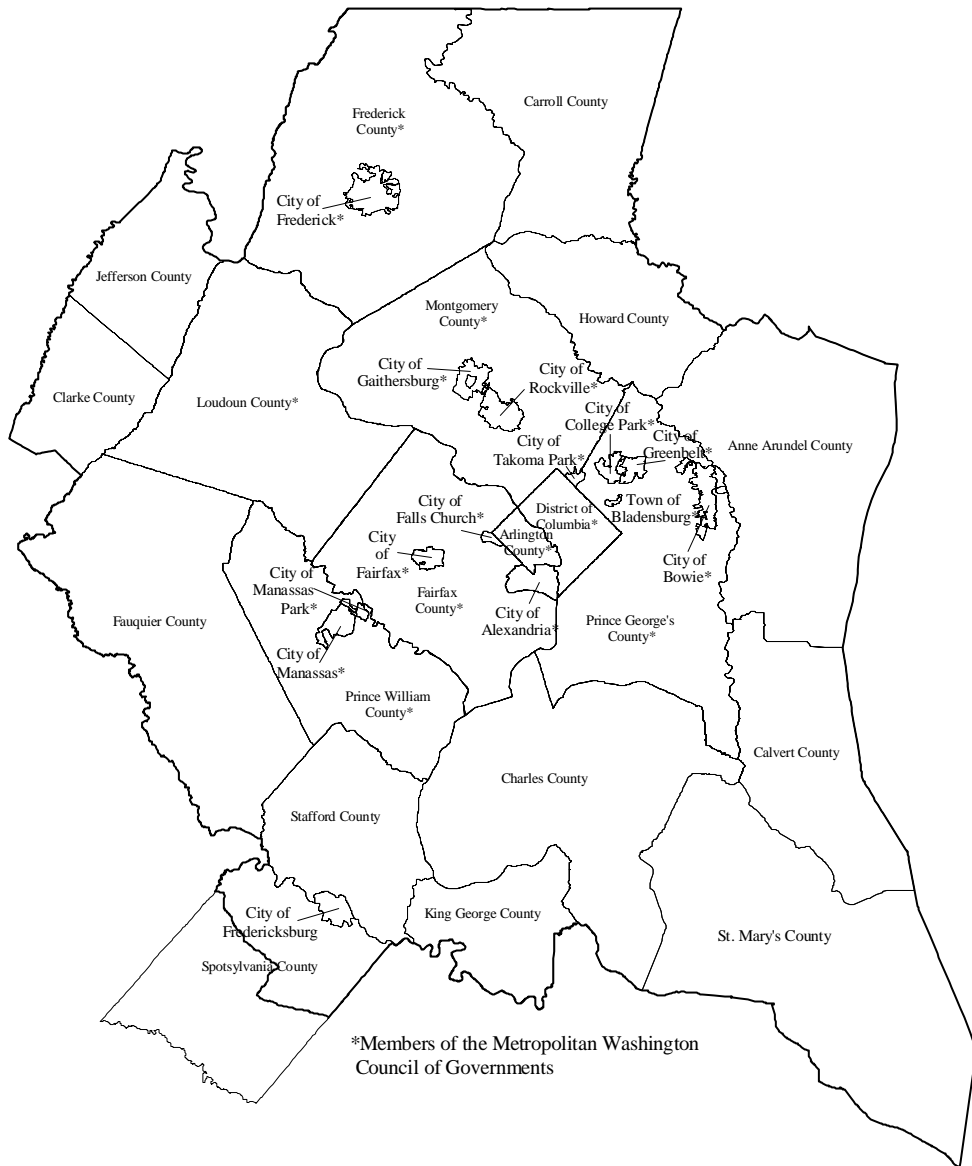 Carroll County
Frederick
County*
City of
Frederick*
Jefferson County
Montgomery
County*
Howard County
City of
Gaithersburg*
City of
Rockville*
Clarke County
Loudoun County*
City of
College Park*
City of
Greenbelt*
Anne Arundel County
City of
Takoma Park*
City of
Falls Church*
District of
Columbia*
Town of
Bladensburg*
Arlington
County*
City
of
Fairfax*
City of
Bowie*
City of
Manassas
Park*
Fairfax
County*
City of
Alexandria*
Prince George's
County*
Fauquier County
City of
Manassas*
Prince William
County*
Calvert County
Charles County
Stafford County
City of
Fredericksburg
King George County
St. Mary's County
Spotsylvania County
*Members of the Metropolitan Washington
Council of Governments